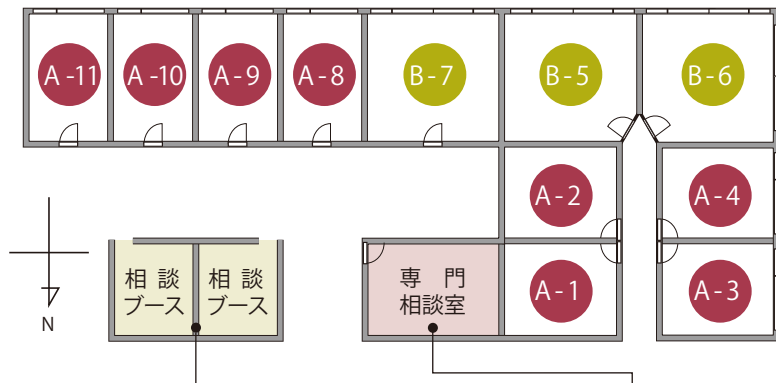 A-11
A-10
A-9
A-8
B-7
B-5
B-6
A-2
A-4
相 談
ブース
相 談
ブース
専 門
相談室
A-1
A-3
N